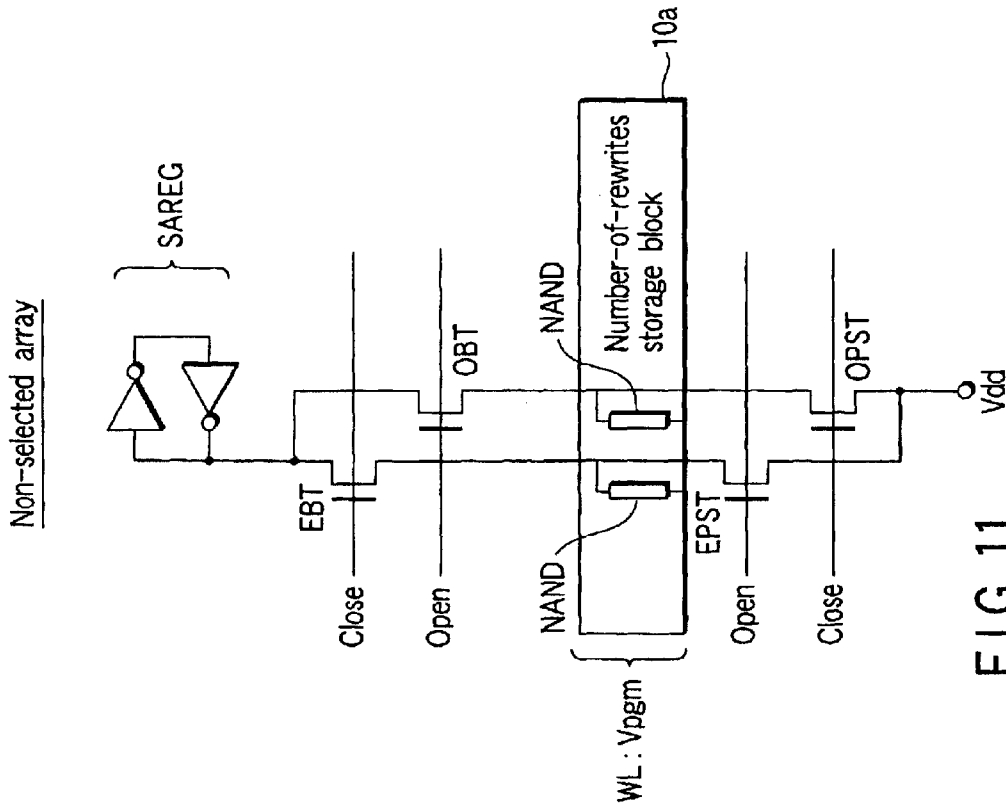 Non-selected array
SAREG
EBT
OBT
Close
Open
NAND
NAND
Number-of-rewrites
storage block
10a
WL : Vpgm
EPST
OPST
Open
Close
Vdd
FIG. 11